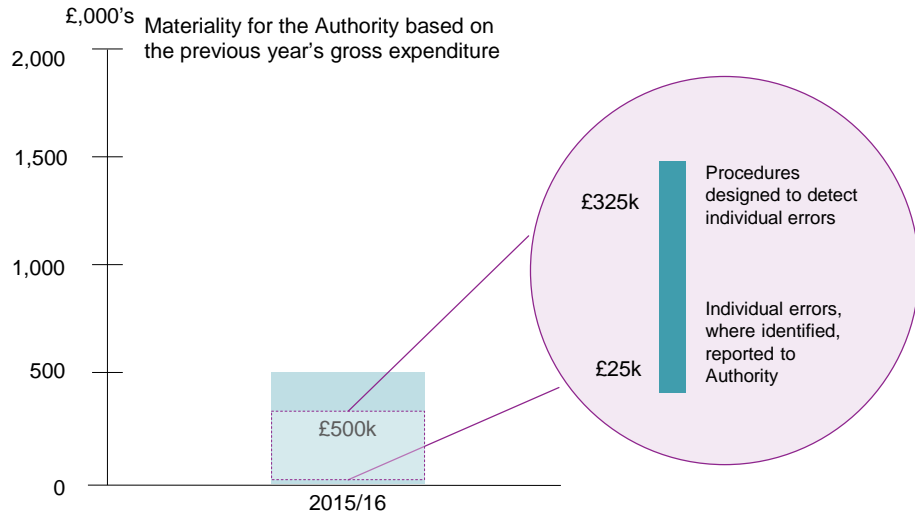 £,000’s
Materiality for the Authority based on
the previous year’s gross expenditure
2,000
1,500
1,000
500
0
£500k
2015/16
£325k
Procedures
designed to detect
individual errors
£25k
Individual errors,
where identified,
reported to
Authority